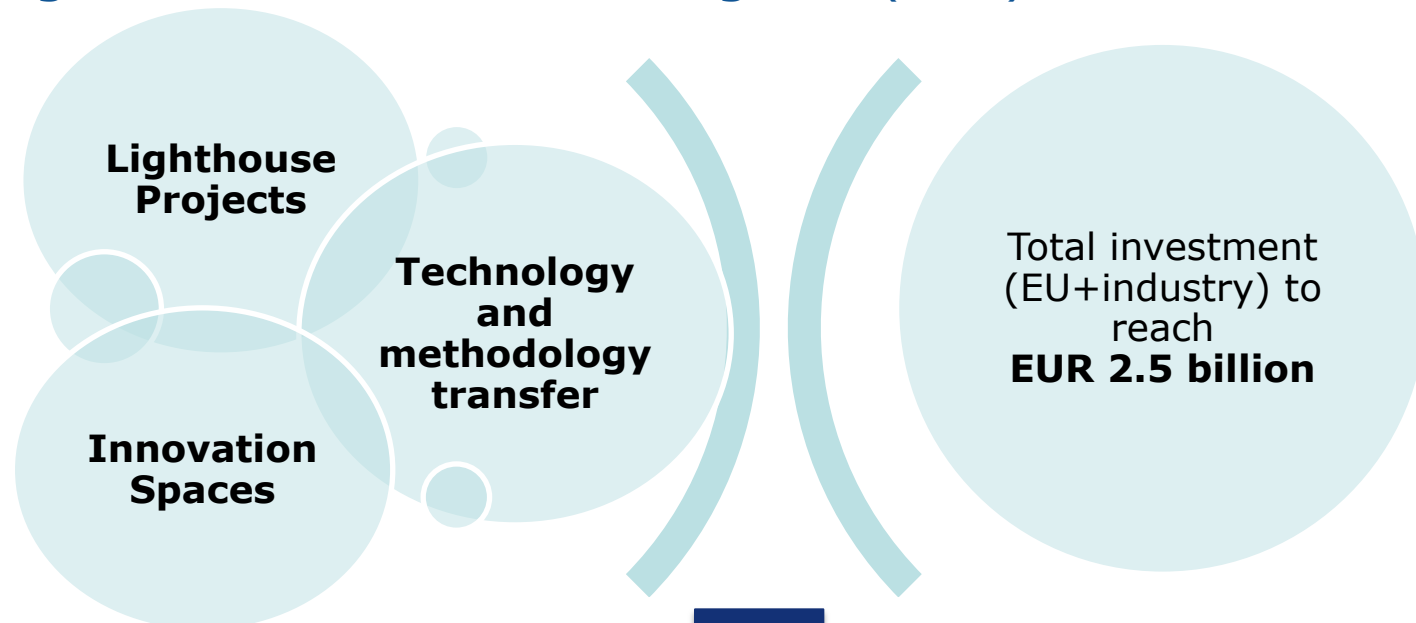 Lighthouse
Projects
Technology
and
methodology
transfer
Innovation
Spaces
Total investment
(EU+industry) to
reach
EUR 2.5 billion